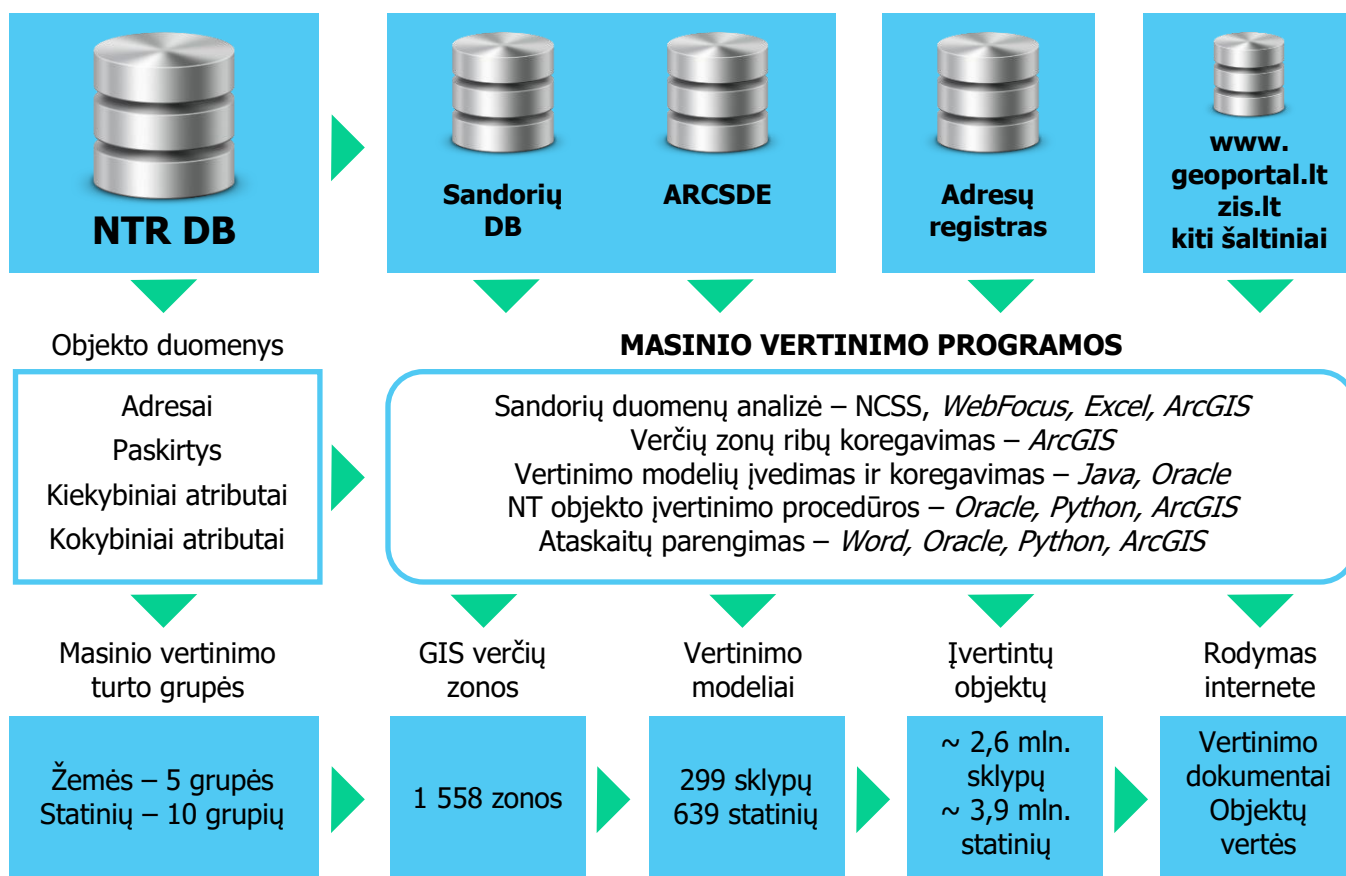 NTR DB
Sandorių
DB
ARCSDE
Adresų
registras
www.
geoportal.lt
zis.lt
kiti šaltiniai
Objekto duomenys
Adresai
Paskirtys
Kiekybiniai atributai
Kokybiniai atributai
MASINIO VERTINIMO PROGRAMOS
Sandorių duomenų analizė – NCSS, WebFocus, Excel, ArcGIS
Verčių zonų ribų koregavimas – ArcGIS
Vertinimo modelių įvedimas ir koregavimas – Java, Oracle
NT objekto įvertinimo procedūros – Oracle, Python, ArcGIS
Ataskaitų parengimas – Word, Oracle, Python, ArcGIS
Masinio vertinimo
turto grupės
GIS verčių
zonos
Vertinimo
modeliai
Įvertintų
objektų
Rodymas
internete
Žemės – 5 grupės
Statinių – 10 grupių
1 558 zonos
299 sklypų
639 statinių
~ 2,6 mln.
sklypų
~ 3,9 mln.
statinių
Vertinimo
dokumentai
Objektų
vertės